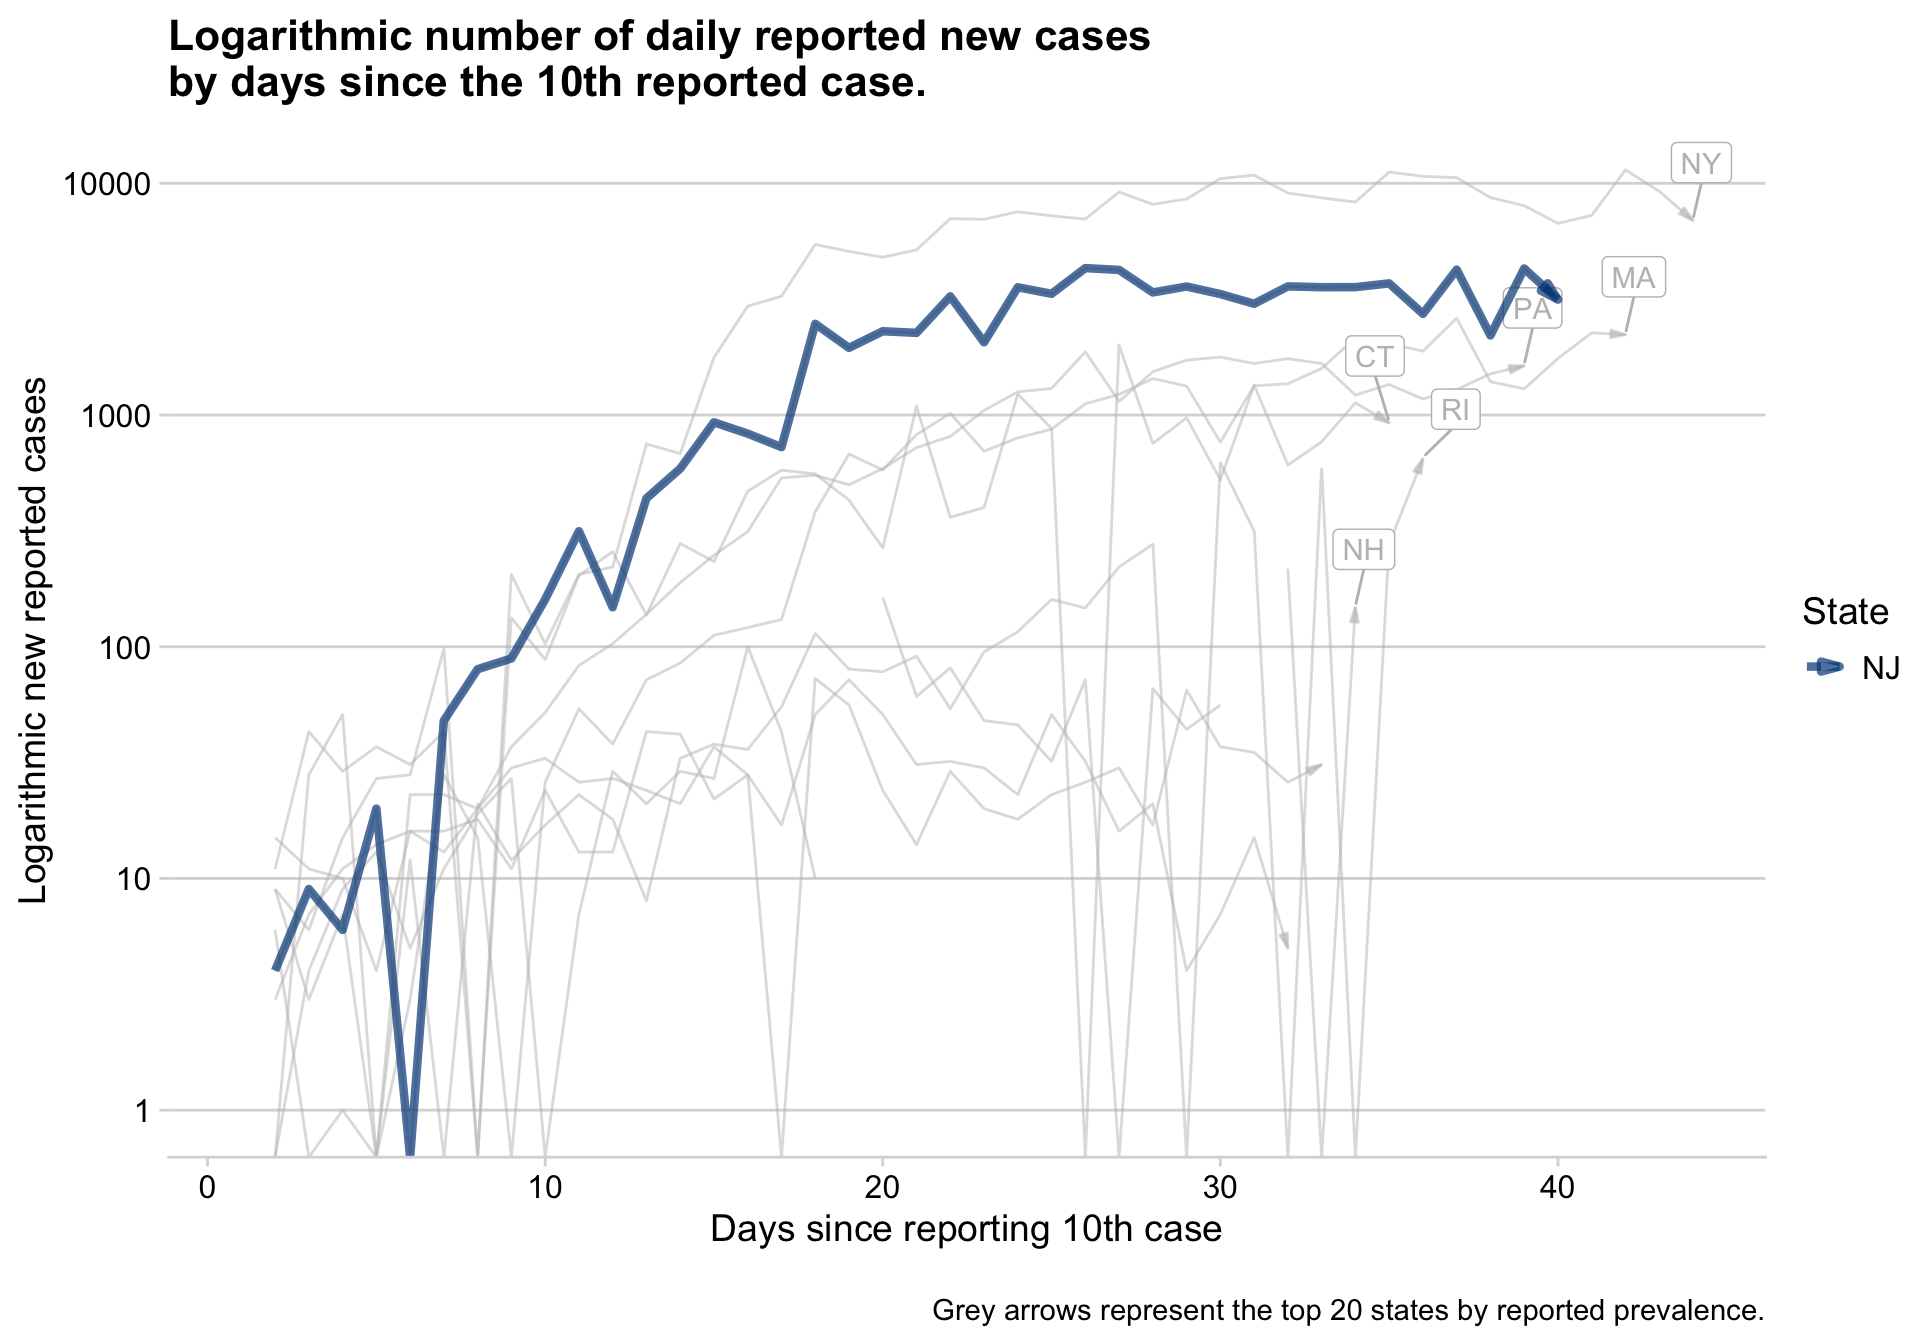 Logarithmic number of daily reported new cases
by days since the 10th reported case.
Logarithmic new reported cases
10000
1000
100
10
1
NY
MA
PA
CT
RI
NH
State
NJ
0 10 20 30 40
Days since reporting 10th case
Grey arrows represent the top 20 states by reported prevalence.